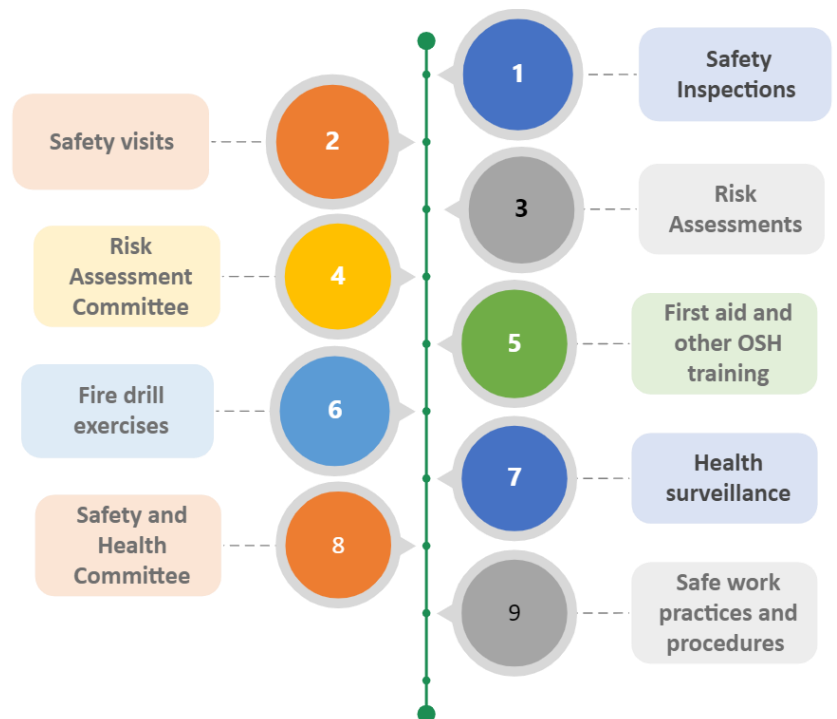 1
Safety
Inspections
2
Safety visits
3
Risk
Assessments
4
Risk
Assessment
Committee
5
First aid and
other OSH
training
6
Fire drill
exercises
7
Health
surveillance
8
Safety and
Health
Committee
9
Safe work
practices and
procedures